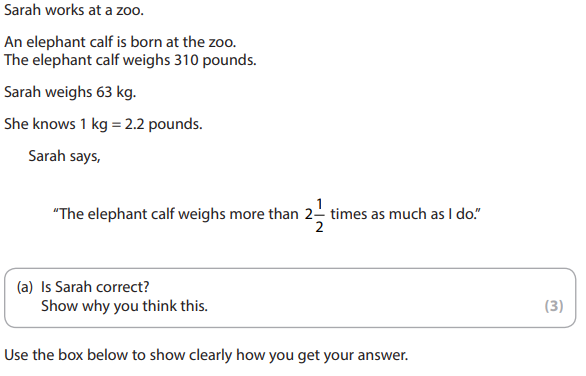 Sarah works at a zoo.
An elephant calf is born at the zoo.
The elephant calf weighs 310 pounds.
Sarah weighs 63 kg.
She knows 1 kg = 2.2 pounds.
Sarah says,
“The elephant calf weighs more than 2 1/2 times as much as I do.”
(a) Is Sarah correct?
Show why you think this. (3)
Use the box below to show clearly how you get your answer.